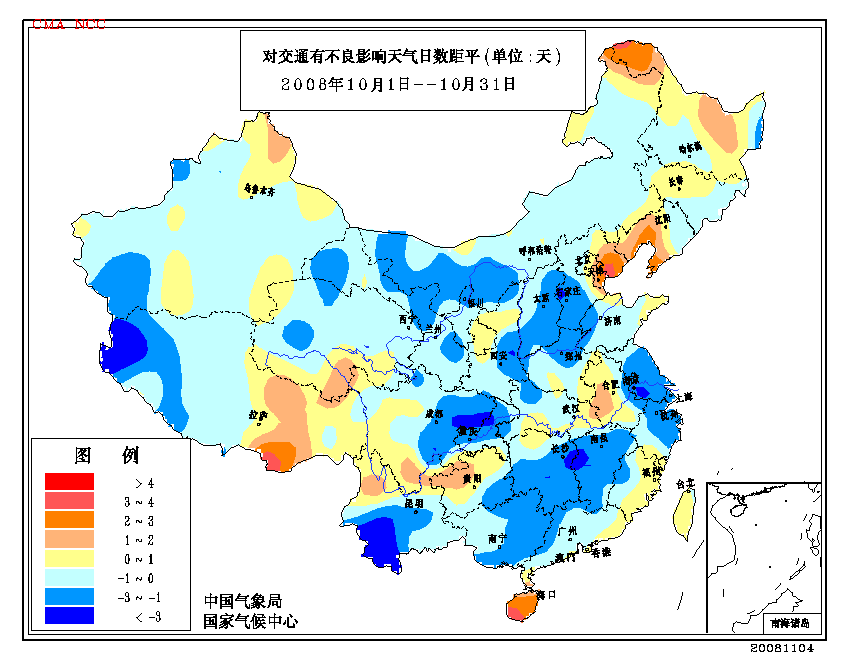 CMA NCC
对交通有不良影响天气日数距平(单位:天)
2008年10月1日--10月31日
哈尔滨
长春
乌鲁木齐
沈阳
呼和浩特
北京
天津
银川
太原
石家庄
西宁
兰州
济南
西安
郑州
合肥
南京
上海
拉萨
成都
武汉
杭州
重庆
长沙
南昌
贵阳
福州
台北
昆明
南宁
广州
澳门
香港
海口
图 例
> 4
3 ~ 4
2 ~ 3
1 ~ 2
0 ~ 1
-1 ~ 0
-3 ~ -1
< -3
中国气象局
国家气候中心
南海诸岛
20081104